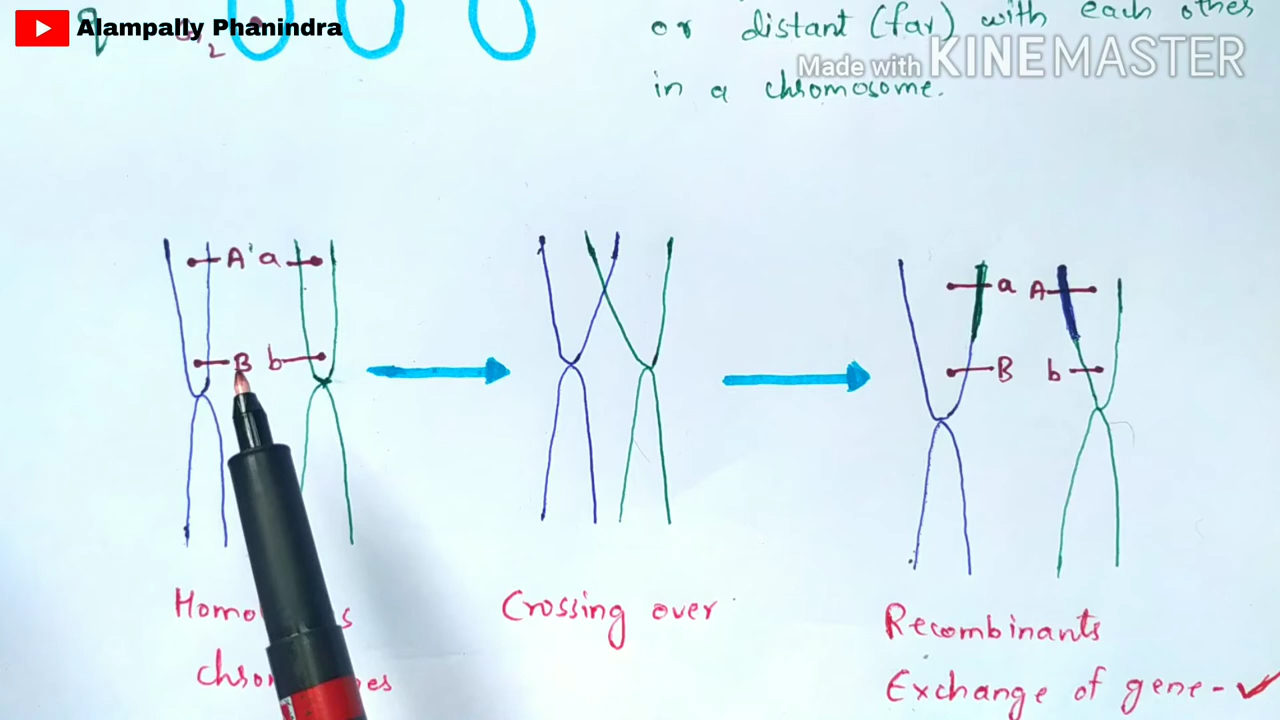 Alampally Phanindra
or distant (far) with each other
Made with KINEMASTER
in a chromosome.
A a
B b
a A
B b
Crossing over
Recombinants
Exchange of gene-